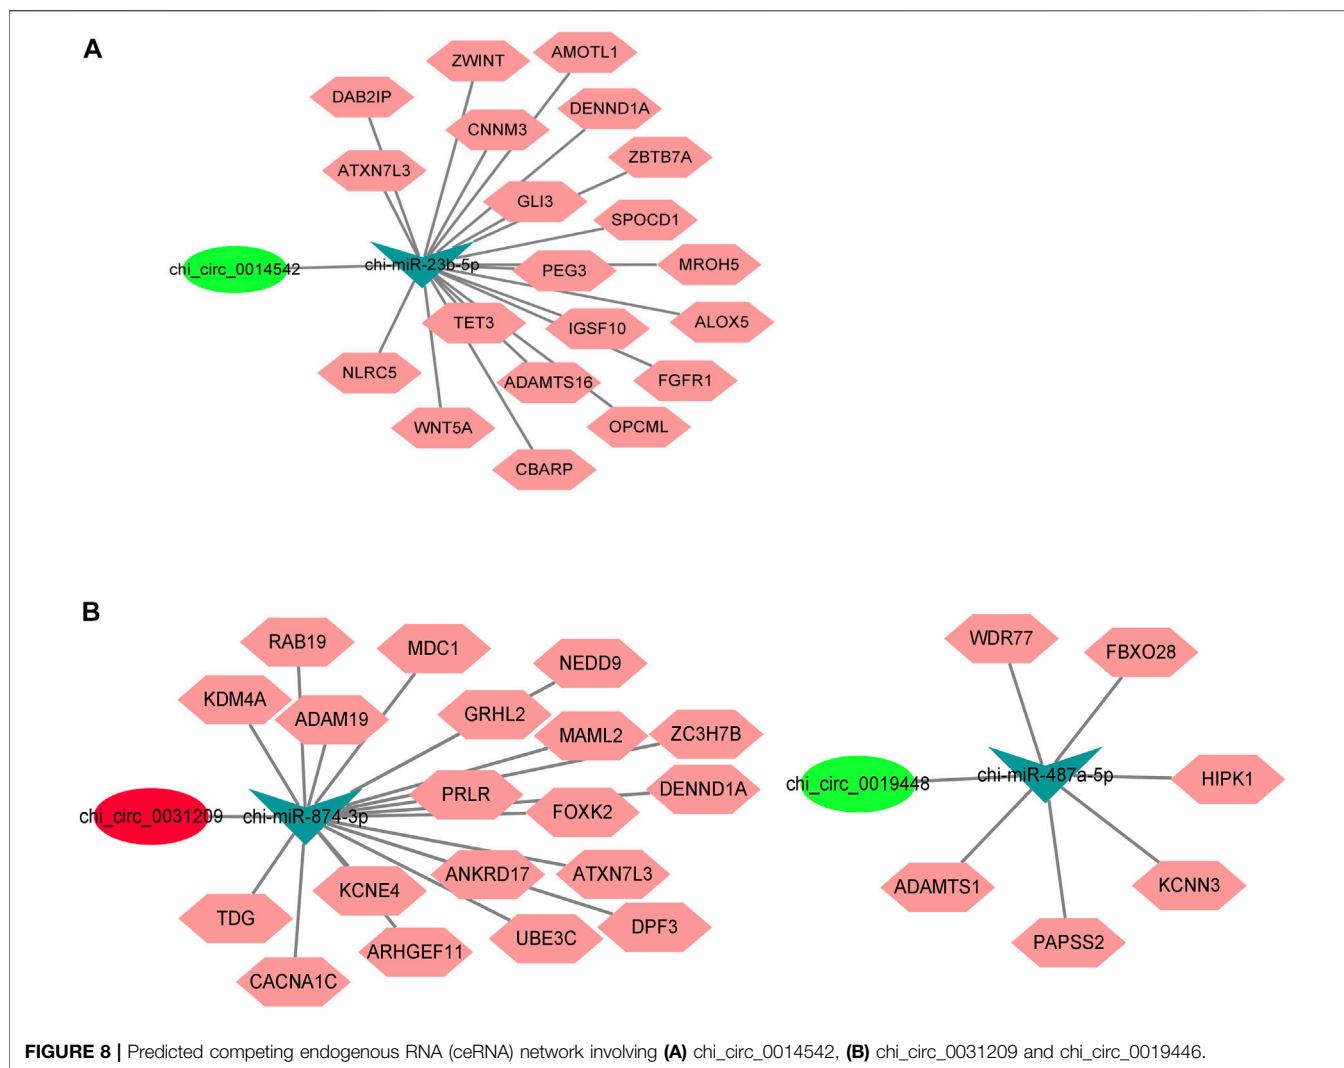 A
ZWINT
AMOTL1
DAB2IP
DENND1A
CNNM3
ZBTB7A
ATXN7L3
GLI3
SPOCD1
chi_circ_0014542
chi-miR-23b-5p
PEG3
MROH5
TET3
IGSF10
ALOX5
NLRC5
ADAMTS16
FGFR1
WNT5A
OPCML
CBARP
B
RAB19
MDC1
NEDD9
KDM4A
ADAM19
GRHL2
MAML2
ZC3H7B
PRLR
DENND1A
FOXK2
chi_circ_0031209
chi-miR-874-3p
KCNE4
ANKRD17
ATXN7L3
TDG
ARHGEF11
UBE3C
DPF3
CACNA1C
WDR77
FBXO28
chi_circ_0019448
chi-miR-487a-5p
HIPK1
ADAMTS1
KCNN3
PAPSS2
FIGURE 8 | Predicted competing endogenous RNA (ceRNA) network involving (A) chi_circ_0014542, (B) chi_circ_0031209 and chi_circ_0019446.